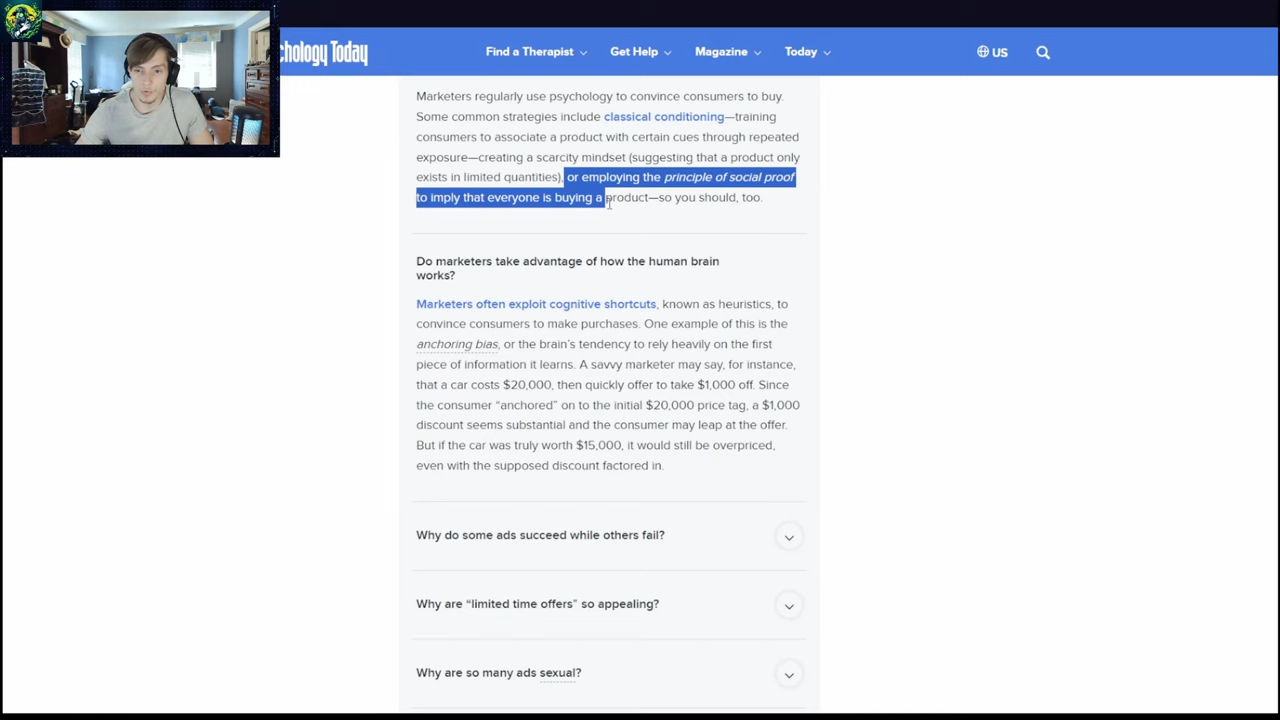 chology Today
Find a Therapist
Get Help
Magazine
Today
US
Marketers regularly use psychology to convince consumers to buy.
Some common strategies include classical conditioning—training
consumers to associate a product with certain cues through repeated
exposure—creating a scarcity mindset (suggesting that a product only
exists in limited quantities), or employing the principle of social proof
to imply that everyone is buying a product—so you should, too.
Do marketers take advantage of how the human brain
works?
Marketers often exploit cognitive shortcuts, known as heuristics, to
convince consumers to make purchases. One example of this is the
anchoring bias, or the brain’s tendency to rely heavily on the first
piece of information it learns. A savvy marketer may say, for instance,
that a car costs $20,000, then quickly offer to take $1,000 off. Since
the consumer “anchored” on to the initial $20,000 price tag, a $1,000
discount seems substantial and the consumer may leap at the offer.
But if the car was truly worth $15,000, it would still be overpriced,
even with the supposed discount factored in.
Why do some ads succeed while others fail?
Why are “limited time offers” so appealing?
Why are so many ads sexual?